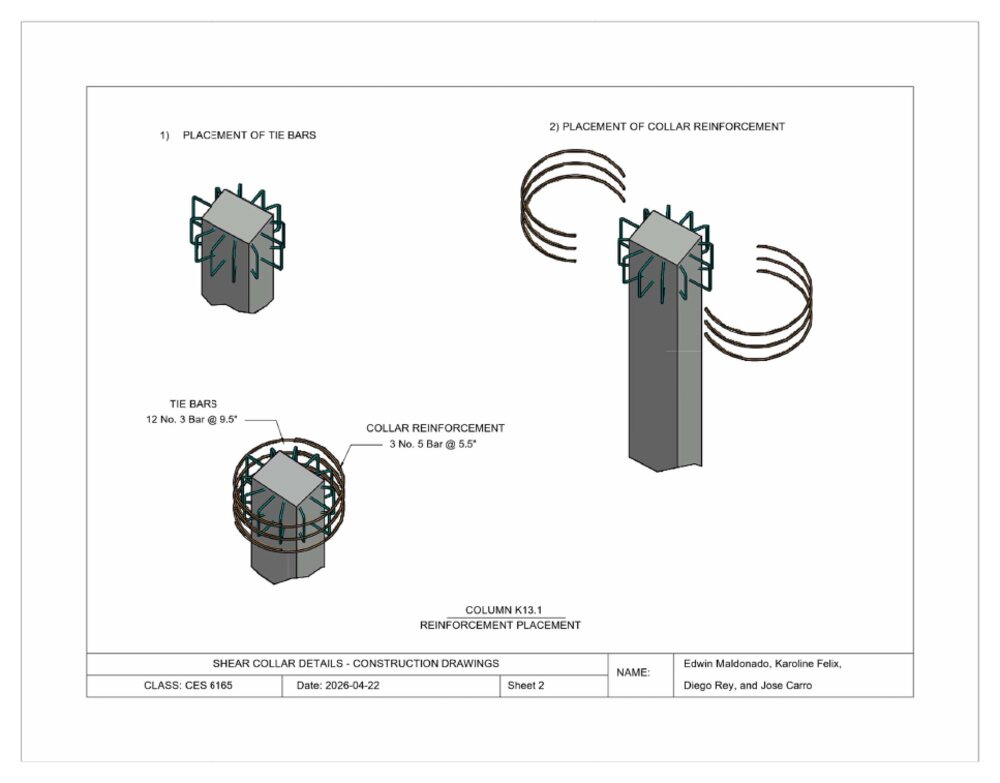 1) PLACEMENT OF TIE BARS
2) PLACEMENT OF COLLAR REINFORCEMENT
TIE BARS
12 No. 3 Bar @ 9.5"
COLLAR REINFORCEMENT
3 No. 5 Bar @ 5.5"
COLUMN K13.1
REINFORCEMENT PLACEMENT
SHEAR COLLAR DETAILS - CONSTRUCTION DRAWINGS
NAME:
Edwin Maldonado, Karoline Felix,
Diego Rey, and Jose Carro
CLASS: CES 6165
Date: 2026-04-22
Sheet 2